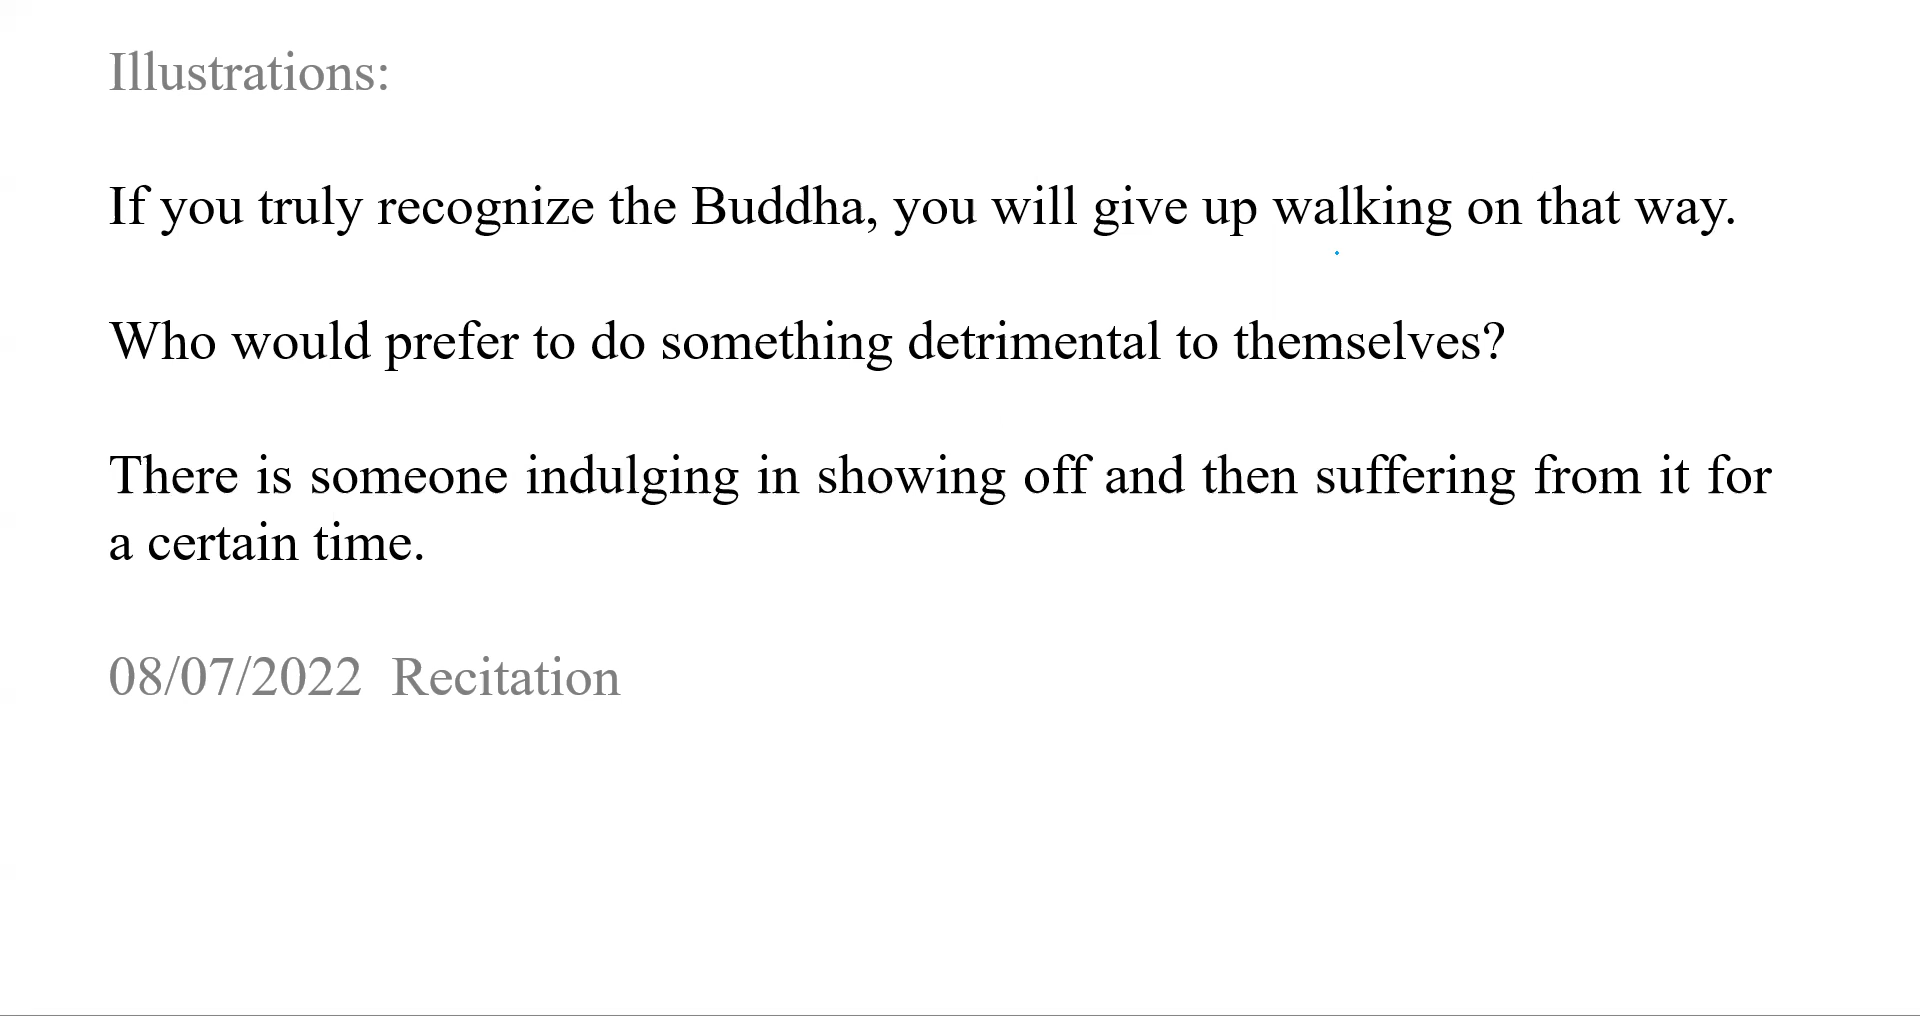 Illustrations:
If you truly recognize the Buddha, you will give up walking on that way.
Who would prefer to do something detrimental to themselves?
There is someone indulging in showing off and then suffering from it for
a certain time.
08/07/2022  Recitation